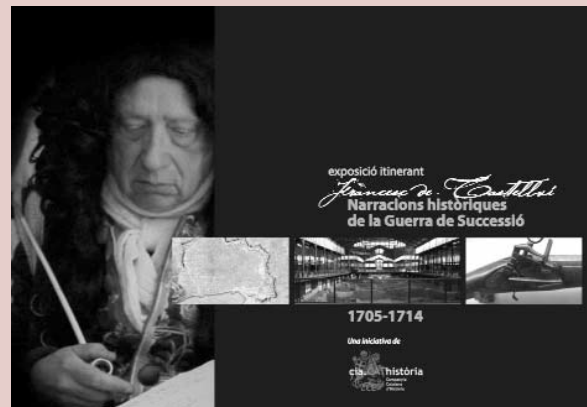 exposició itinerant
Francesc de Castellví
Narracions històriques
de la Guerra de Successió
1705-1714
Una iniciativa de
cia.CAT història
Companyia
Catalana
d'Història